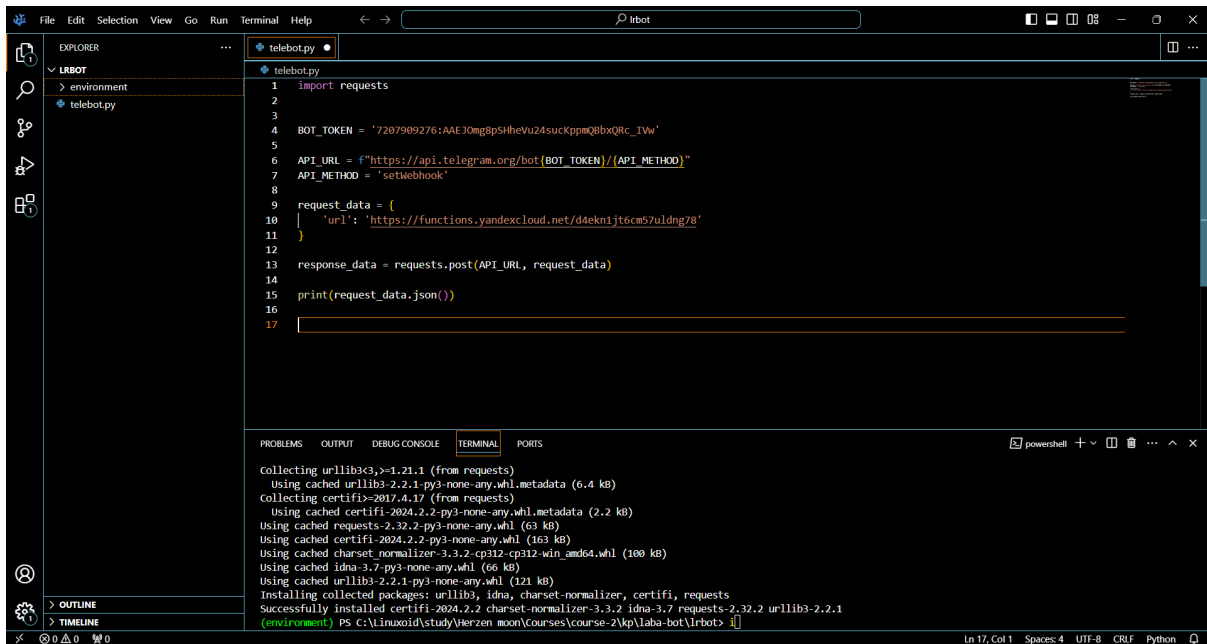 File Edit Selection View Go Run Terminal Help
lrbot
EXPLORER
telebot.py
LRBOT
environment
telebot.py
telebot.py
1 import requests
2
3
4 BOT_TOKEN = '7207909276:AAEJOmg8pSHheVu24sucKppmQBbxQRc_IVw'
5
6 API_URL = f"https://api.telegram.org/bot{BOT_TOKEN}/{API_METHOD}"
7 API_METHOD = 'setWebhook'
8
9 request_data = {
10 'url': 'https://functions.yandexcloud.net/d4ekn1jt6cm57uldng78'
11 }
12
13 response_data = requests.post(API_URL, request_data)
14
15 print(request_data.json())
16
17
PROBLEMS OUTPUT DEBUG CONSOLE TERMINAL PORTS
powershell
Collecting urllib3<3,>=1.21.1 (from requests)
Using cached urllib3-2.2.1-py3-none-any.whl.metadata (6.4 kB)
Collecting certifi>=2017.4.17 (from requests)
Using cached certifi-2024.2.2-py3-none-any.whl.metadata (2.2 kB)
Using cached requests-2.32.2-py3-none-any.whl (63 kB)
Using cached certifi-2024.2.2-py3-none-any.whl (163 kB)
Using cached charset_normalizer-3.3.2-cp312-cp312-win_amd64.whl (100 kB)
Using cached idna-3.7-py3-none-any.whl (66 kB)
Using cached urllib3-2.2.1-py3-none-any.whl (121 kB)
Installing collected packages: urllib3, idna, charset-normalizer, certifi, requests
Successfully installed certifi-2024.2.2 charset-normalizer-3.3.2 idna-3.7 requests-2.32.2 urllib3-2.2.1
(environment) PS C:\Linuxoid\study\Herzen moon\Courses\course-2\kp\laba-bot\lrbot> i
OUTLINE
TIMELINE
1
1
1
0 0 0
Ln 17, Col 1 Spaces: 4 UTF-8 CRLF Python